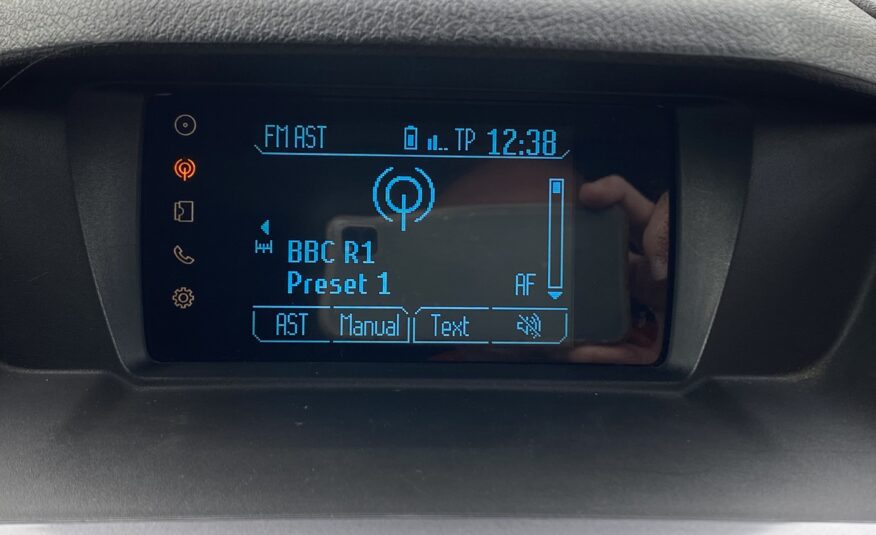 FM AST TP 12:38
BBC R1
Preset 1 AF
AST Manual Text